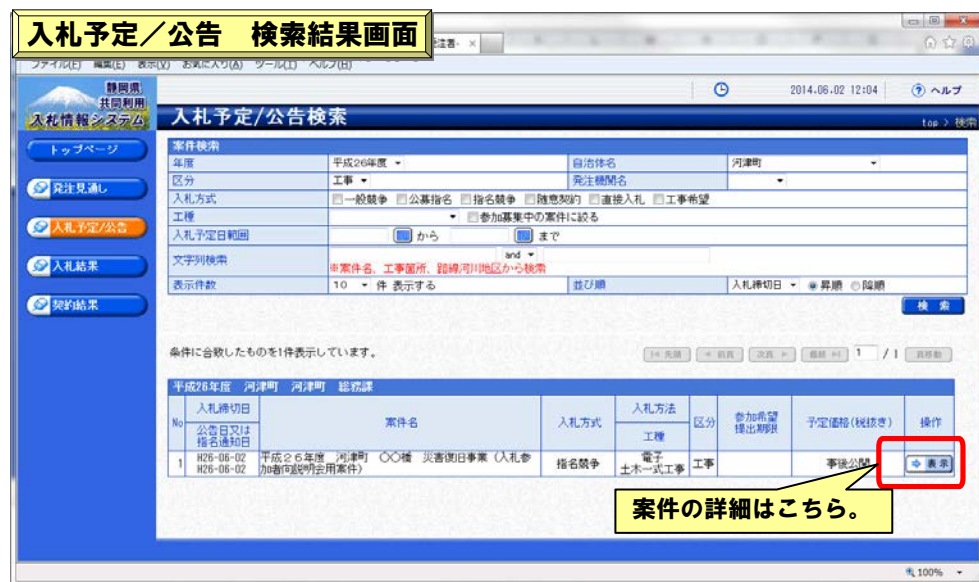 入札予定／公告　検索結果画面
注者- ×
ファイル(F) 編集(E) 表示(V) お気に入り(A) ツール(T) ヘルプ(H)
静岡県
共同利用
入札情報システム
2014.06.02 12:04
ヘルプ
入札予定/公告検索
top > 検索
トップページ
発注見通し
入札予定/公告
入札結果
契約結果
案件検索
年度 平成26年度 自治体名 河津町
区分 工事 発注機関名
入札方式 一般競争 公募指名 指名競争 随意契約 直接入札 工事希望
工種 参加募集中の案件に絞る
入札予定日範囲 から まで
文字列検索 and
※案件名、工事箇所、路線河川地区から検索
表示件数 10 件 表示する 並び順 入札締切日 昇順 降順
検 索
条件に合致したものを1件表示しています。
先頭 前頁 次頁 最終 1 / 1 頁移動
平成26年度 河津町 河津町 総務課
No 入札締切日 公告日又は指名通知日 案件名 入札方式 入札方法 工種 区分 参加希望提出期限 予定価格(税抜き) 操作
1 H26-06-02 平成２６年度 河津町 〇〇橋 災害復旧事業（入札参 指名競争 電子 工事 事後公開 表 示
H26-06-02 加者向説明会用案件） 土木一式工事
案件の詳細はこちら。
100%